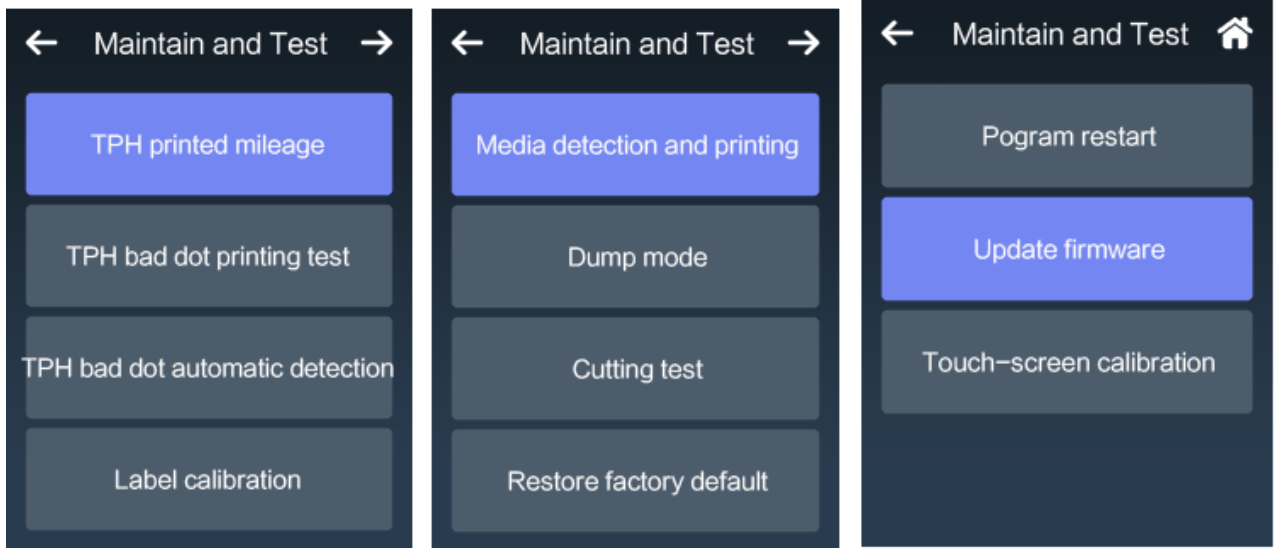 Maintain and Test
TPH printed mileage
TPH bad dot printing test
TPH bad dot automatic detection
Label calibration
Maintain and Test
Media detection and printing
Dump mode
Cutting test
Restore factory default
Maintain and Test
Pogram restart
Update firmware
Touch-screen calibration